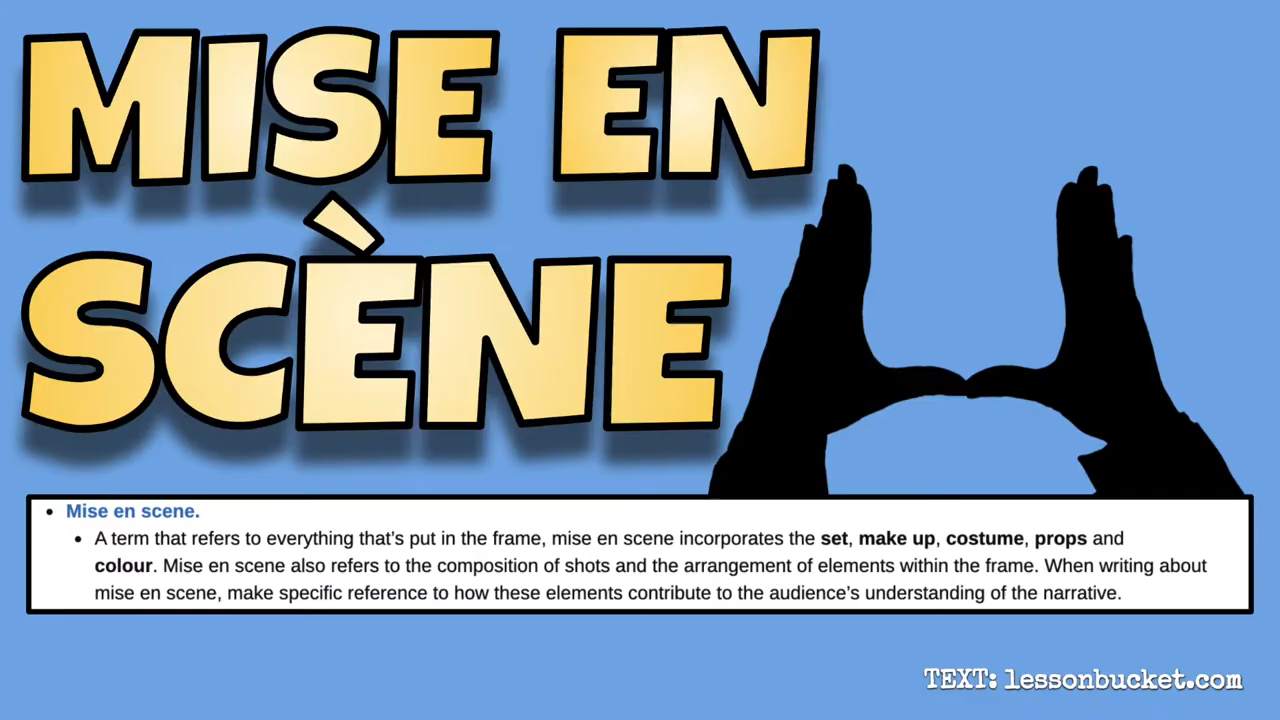 MISE EN
SCÈNE
• Mise en scene.
• A term that refers to everything that's put in the frame, mise en scene incorporates the set, make up, costume, props and
colour. Mise en scene also refers to the composition of shots and the arrangement of elements within the frame. When writing about
mise en scene, make specific reference to how these elements contribute to the audience's understanding of the narrative.
TEXT: lessonbucket.com